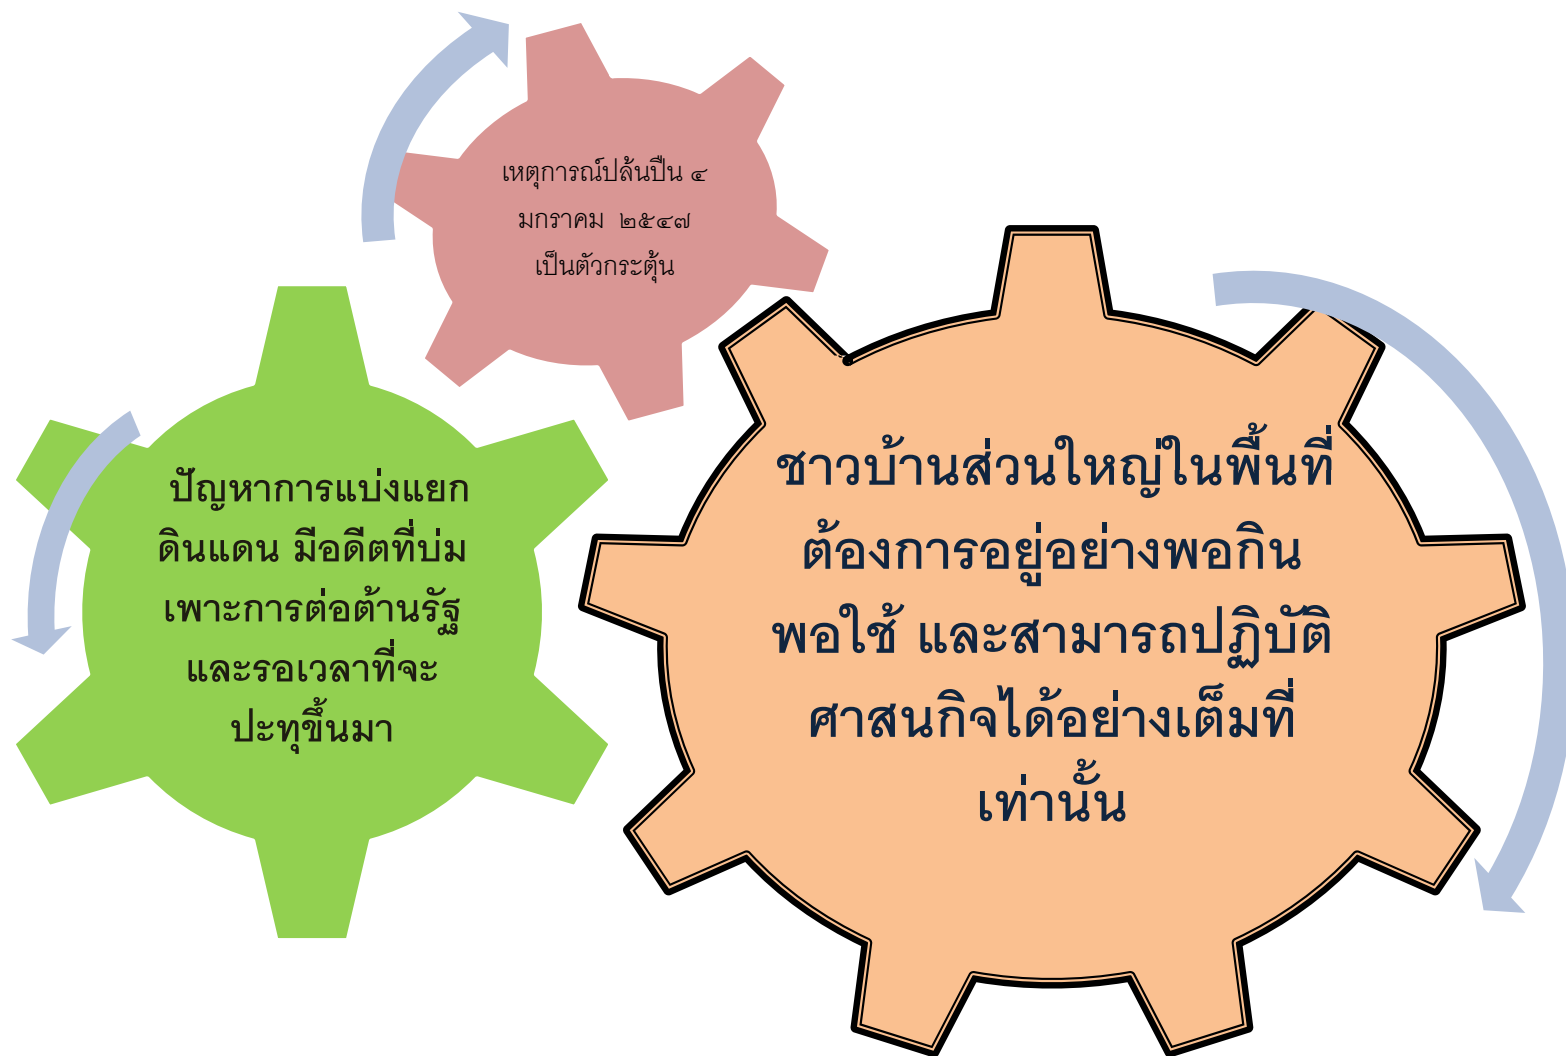 เหตุการณ์ปล้นปืน ๔
มกราคม ๒๕๔๗
เป็นตัวกระตุ้น
ปัญหาการแบ่งแยก
ดินแดน มีอดีตที่บ่ม
เพาะการต่อต้านรัฐ
และรอเวลาที่จะ
ปะทุขึ้นมา
ชาวบ้านส่วนใหญ่ในพื้นที่
ต้องการอยู่อย่างพอกิน
พอใช้ และสามารถปฏิบัติ
ศาสนกิจได้อย่างเต็มที่
เท่านั้น